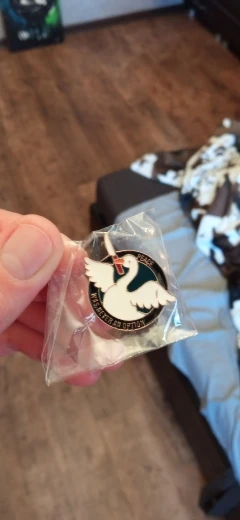 PEACE
WAS NEVER AN OPTION